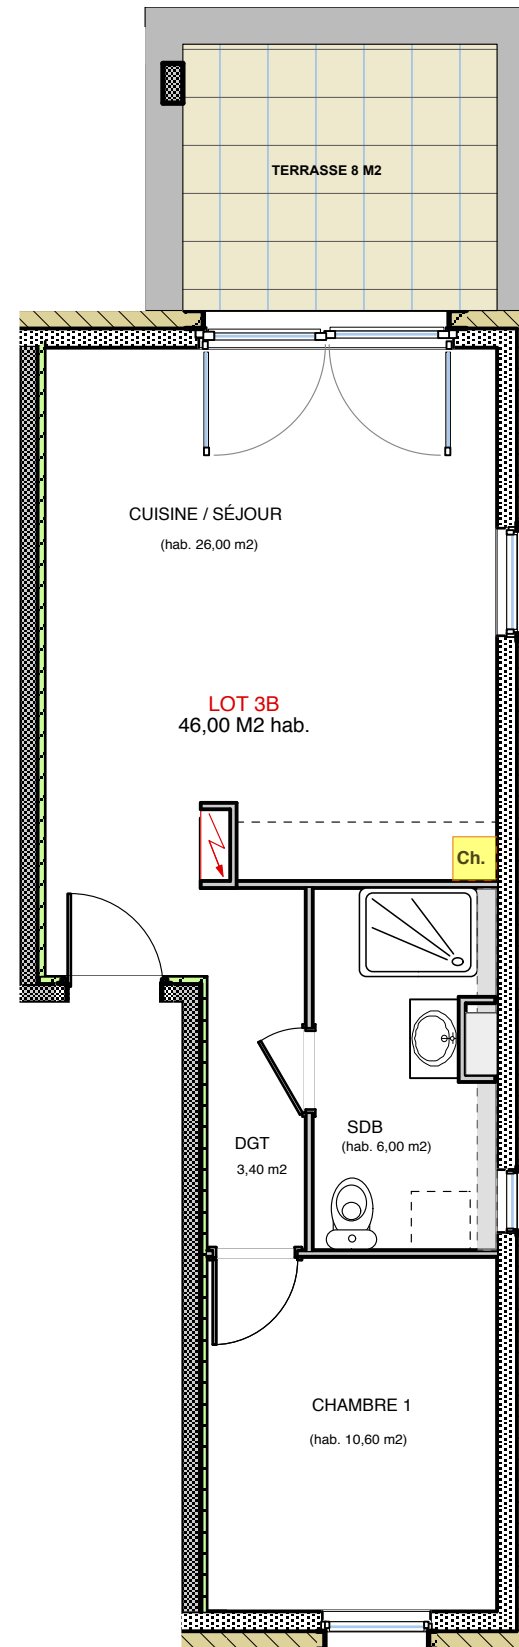 TERRASSE 8 M2
CUISINE / SÉJOUR
(hab. 26,00 m2)
LOT 3B
46,00 M2 hab.
Ch.
SDB
(hab. 6,00 m2)
DGT
3,40 m2
CHAMBRE 1
(hab. 10,60 m2)